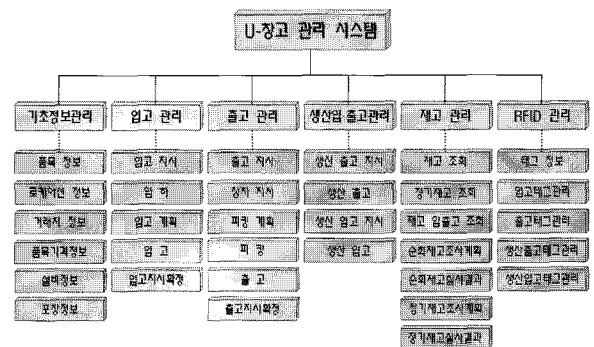 U-장고 관리 시스템
기초정보관리
입고 관리
출고 관리
생산입·출고관리
재고 관리
RFID 관리
품목 정보
로케이션 정보
거래처 정보
품목가격정보
설비정보
포장정보
입고 지시
입 하
입고 계획
입 고
입고지시확정
출고 지시
상차 지시
피킹 계획
피 킹
출 고
출고지시확정
생산 출고 지시
생산 출고
생산 입고 지시
생산 입고
재고 조회
장기재고 조회
재고 입출고 조회
순회재고조사계획
순회재고실사결과
정기재고조사계획
정기재고실사결과
태그 정보
입고태그관리
출고태그관리
생산출고태그관리
생산입고태그관리